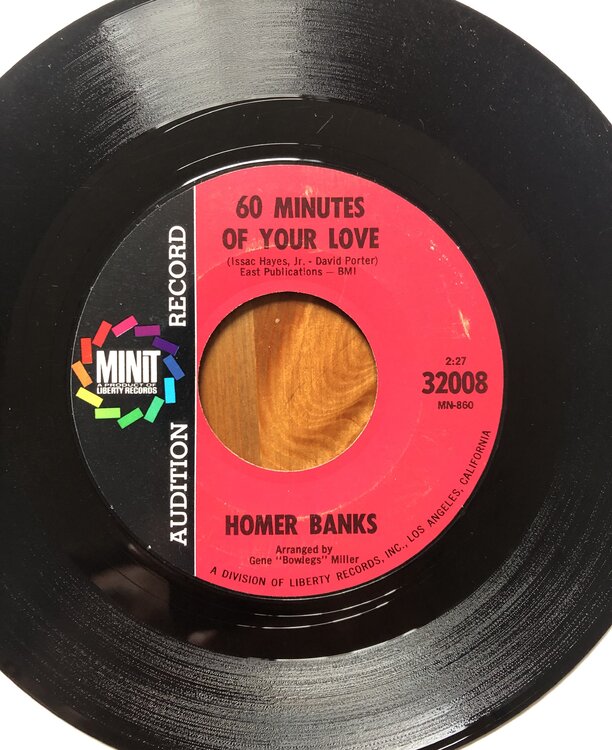 60 MINUTES
OF YOUR LOVE
(Issac Hayes, Jr. - David Porter)
East Publications — BMI
AUDITION RECORD
MINIT
A PRODUCT OF
LIBERTY RECORDS
2:27
32008
MN-860
HOMER BANKS
Arranged by
Gene "Bowlegs" Miller
A DIVISION OF LIBERTY RECORDS, INC., LOS ANGELES, CALIFORNIA